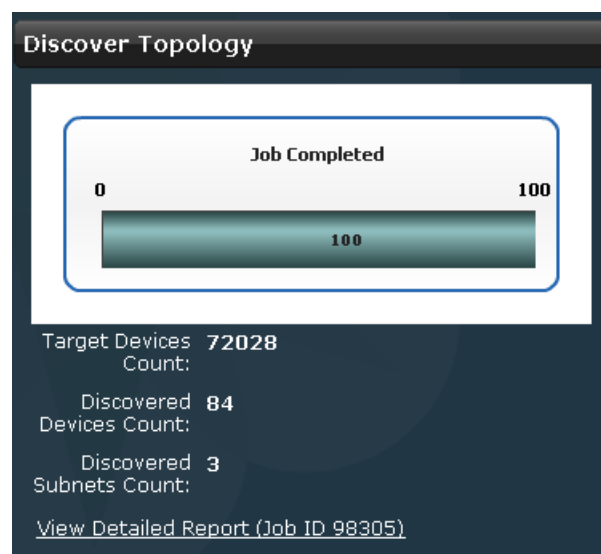 Discover Topology
Job Completed
0 100
100
Target Devices 72028
Count:
Discovered 84
Devices Count:
Discovered 3
Subnets Count:
View Detailed Report (Job ID 98305)